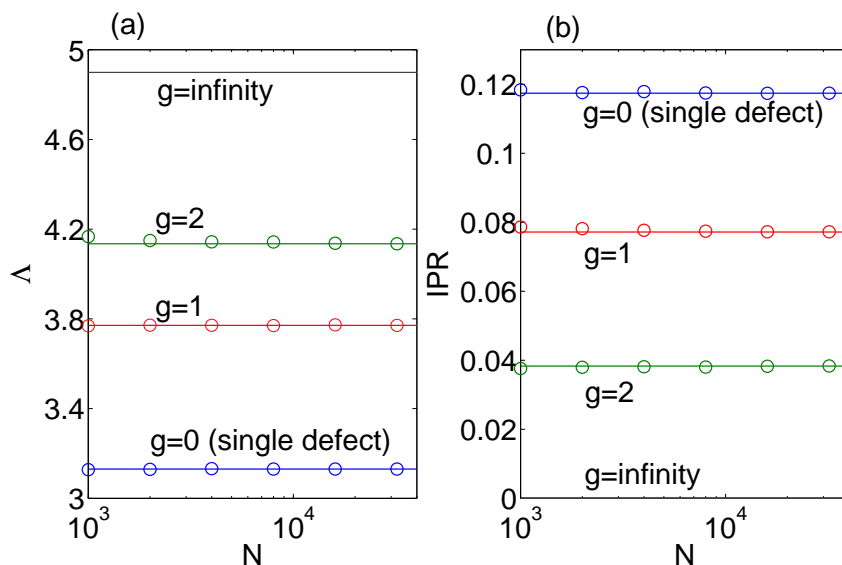 (a)
5
4.6
4.2
3.8
3.4
3
Λ
g=infinity
g=2
g=1
g=0 (single defect)
10^3
10^4
N
(b)
0.12
0.1
0.08
0.06
0.04
0.02
0
IPR
g=0 (single defect)
g=1
g=2
g=infinity
10^3
10^4
N